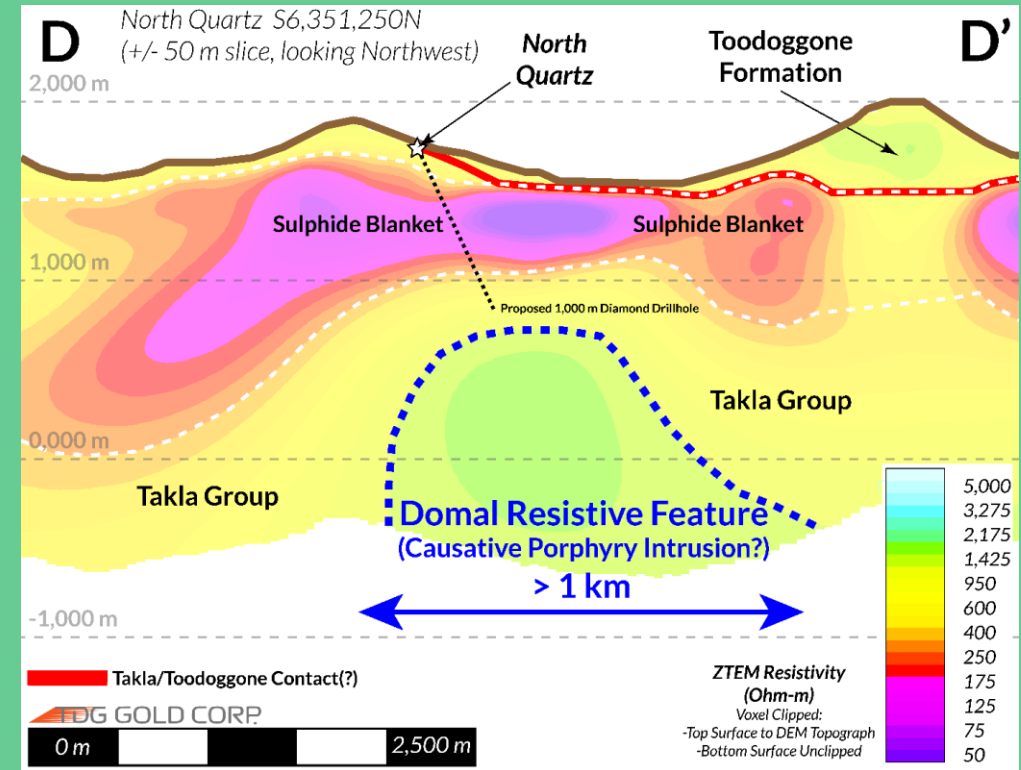 D
North Quartz S6,351,250N
(+/- 50 m slice, looking Northwest)
North
Quartz
Toodoggone
Formation
D’
2,000 m
Sulphide Blanket
Sulphide Blanket
1,000 m
Proposed 1,000 m Diamond Drillhole
Takla Group
0,000 m
Takla Group
Domal Resistive Feature
(Causative Porphyry Intrusion?)
> 1 km
-1,000 m
5,000
3,275
2,175
1,425
950
600
400
250
175
125
75
50
Takla/Toodoggone Contact(?)
TDG GOLD CORP.
0 m
2,500 m
ZTEM Resistivity
(Ohm-m)
Voxel Clipped:
-Top Surface to DEM Topograph
-Bottom Surface Unclipped